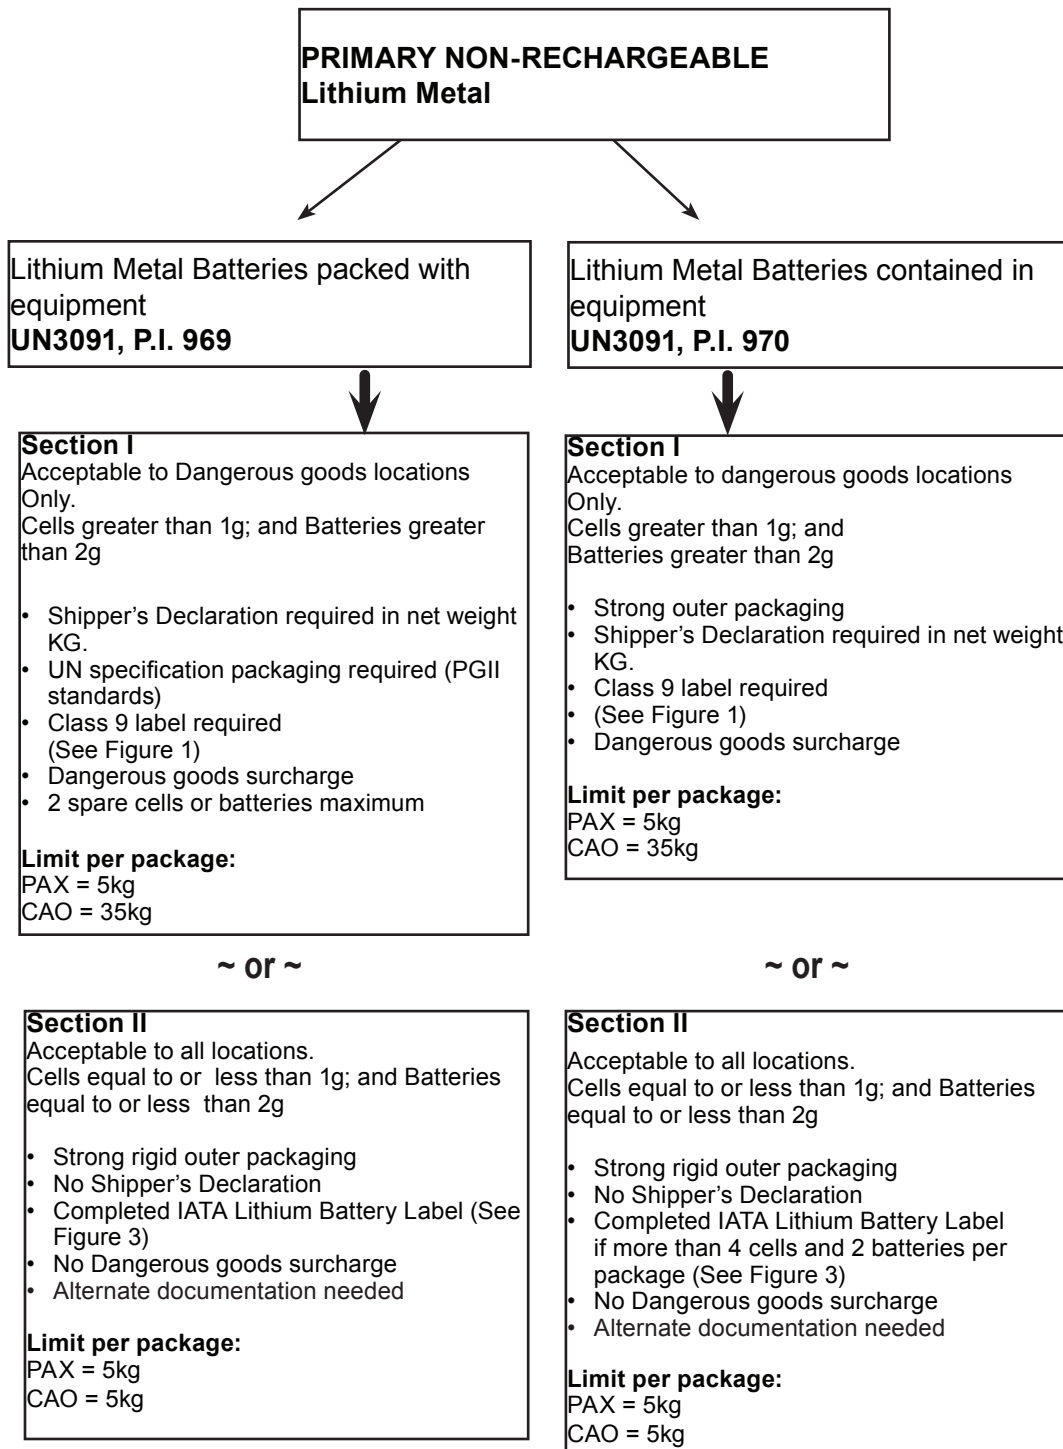 PRIMARY NON-RECHARGEABLE
Lithium Metal
Lithium Metal Batteries packed with
equipment
UN3091, P.I. 969
Lithium Metal Batteries contained in
equipment
UN3091, P.I. 970
Section I
Acceptable to Dangerous goods locations
Only.
Cells greater than 1g; and Batteries greater
than 2g
• Shipper's Declaration required in net weight
KG.
• UN specification packaging required (PGII
standards)
• Class 9 label required
(See Figure 1)
• Dangerous goods surcharge
• 2 spare cells or batteries maximum
Limit per package:
PAX = 5kg
CAO = 35kg
Section I
Acceptable to dangerous goods locations
Only.
Cells greater than 1g; and
Batteries greater than 2g
• Strong outer packaging
• Shipper's Declaration required in net weight
KG.
• Class 9 label required
• (See Figure 1)
• Dangerous goods surcharge
Limit per package:
PAX = 5kg
CAO = 35kg
~ or ~
~ or ~
Section II
Acceptable to all locations.
Cells equal to or less than 1g; and Batteries
equal to or less than 2g
• Strong rigid outer packaging
• No Shipper's Declaration
• Completed IATA Lithium Battery Label (See
Figure 3)
• No Dangerous goods surcharge
• Alternate documentation needed
Limit per package:
PAX = 5kg
CAO = 5kg
Section II
Acceptable to all locations.
Cells equal to or less than 1g; and Batteries
equal to or less than 2g
• Strong rigid outer packaging
• No Shipper's Declaration
• Completed IATA Lithium Battery Label
if more than 4 cells and 2 batteries per
package (See Figure 3)
• No Dangerous goods surcharge
• Alternate documentation needed
Limit per package:
PAX = 5kg
CAO = 5kg